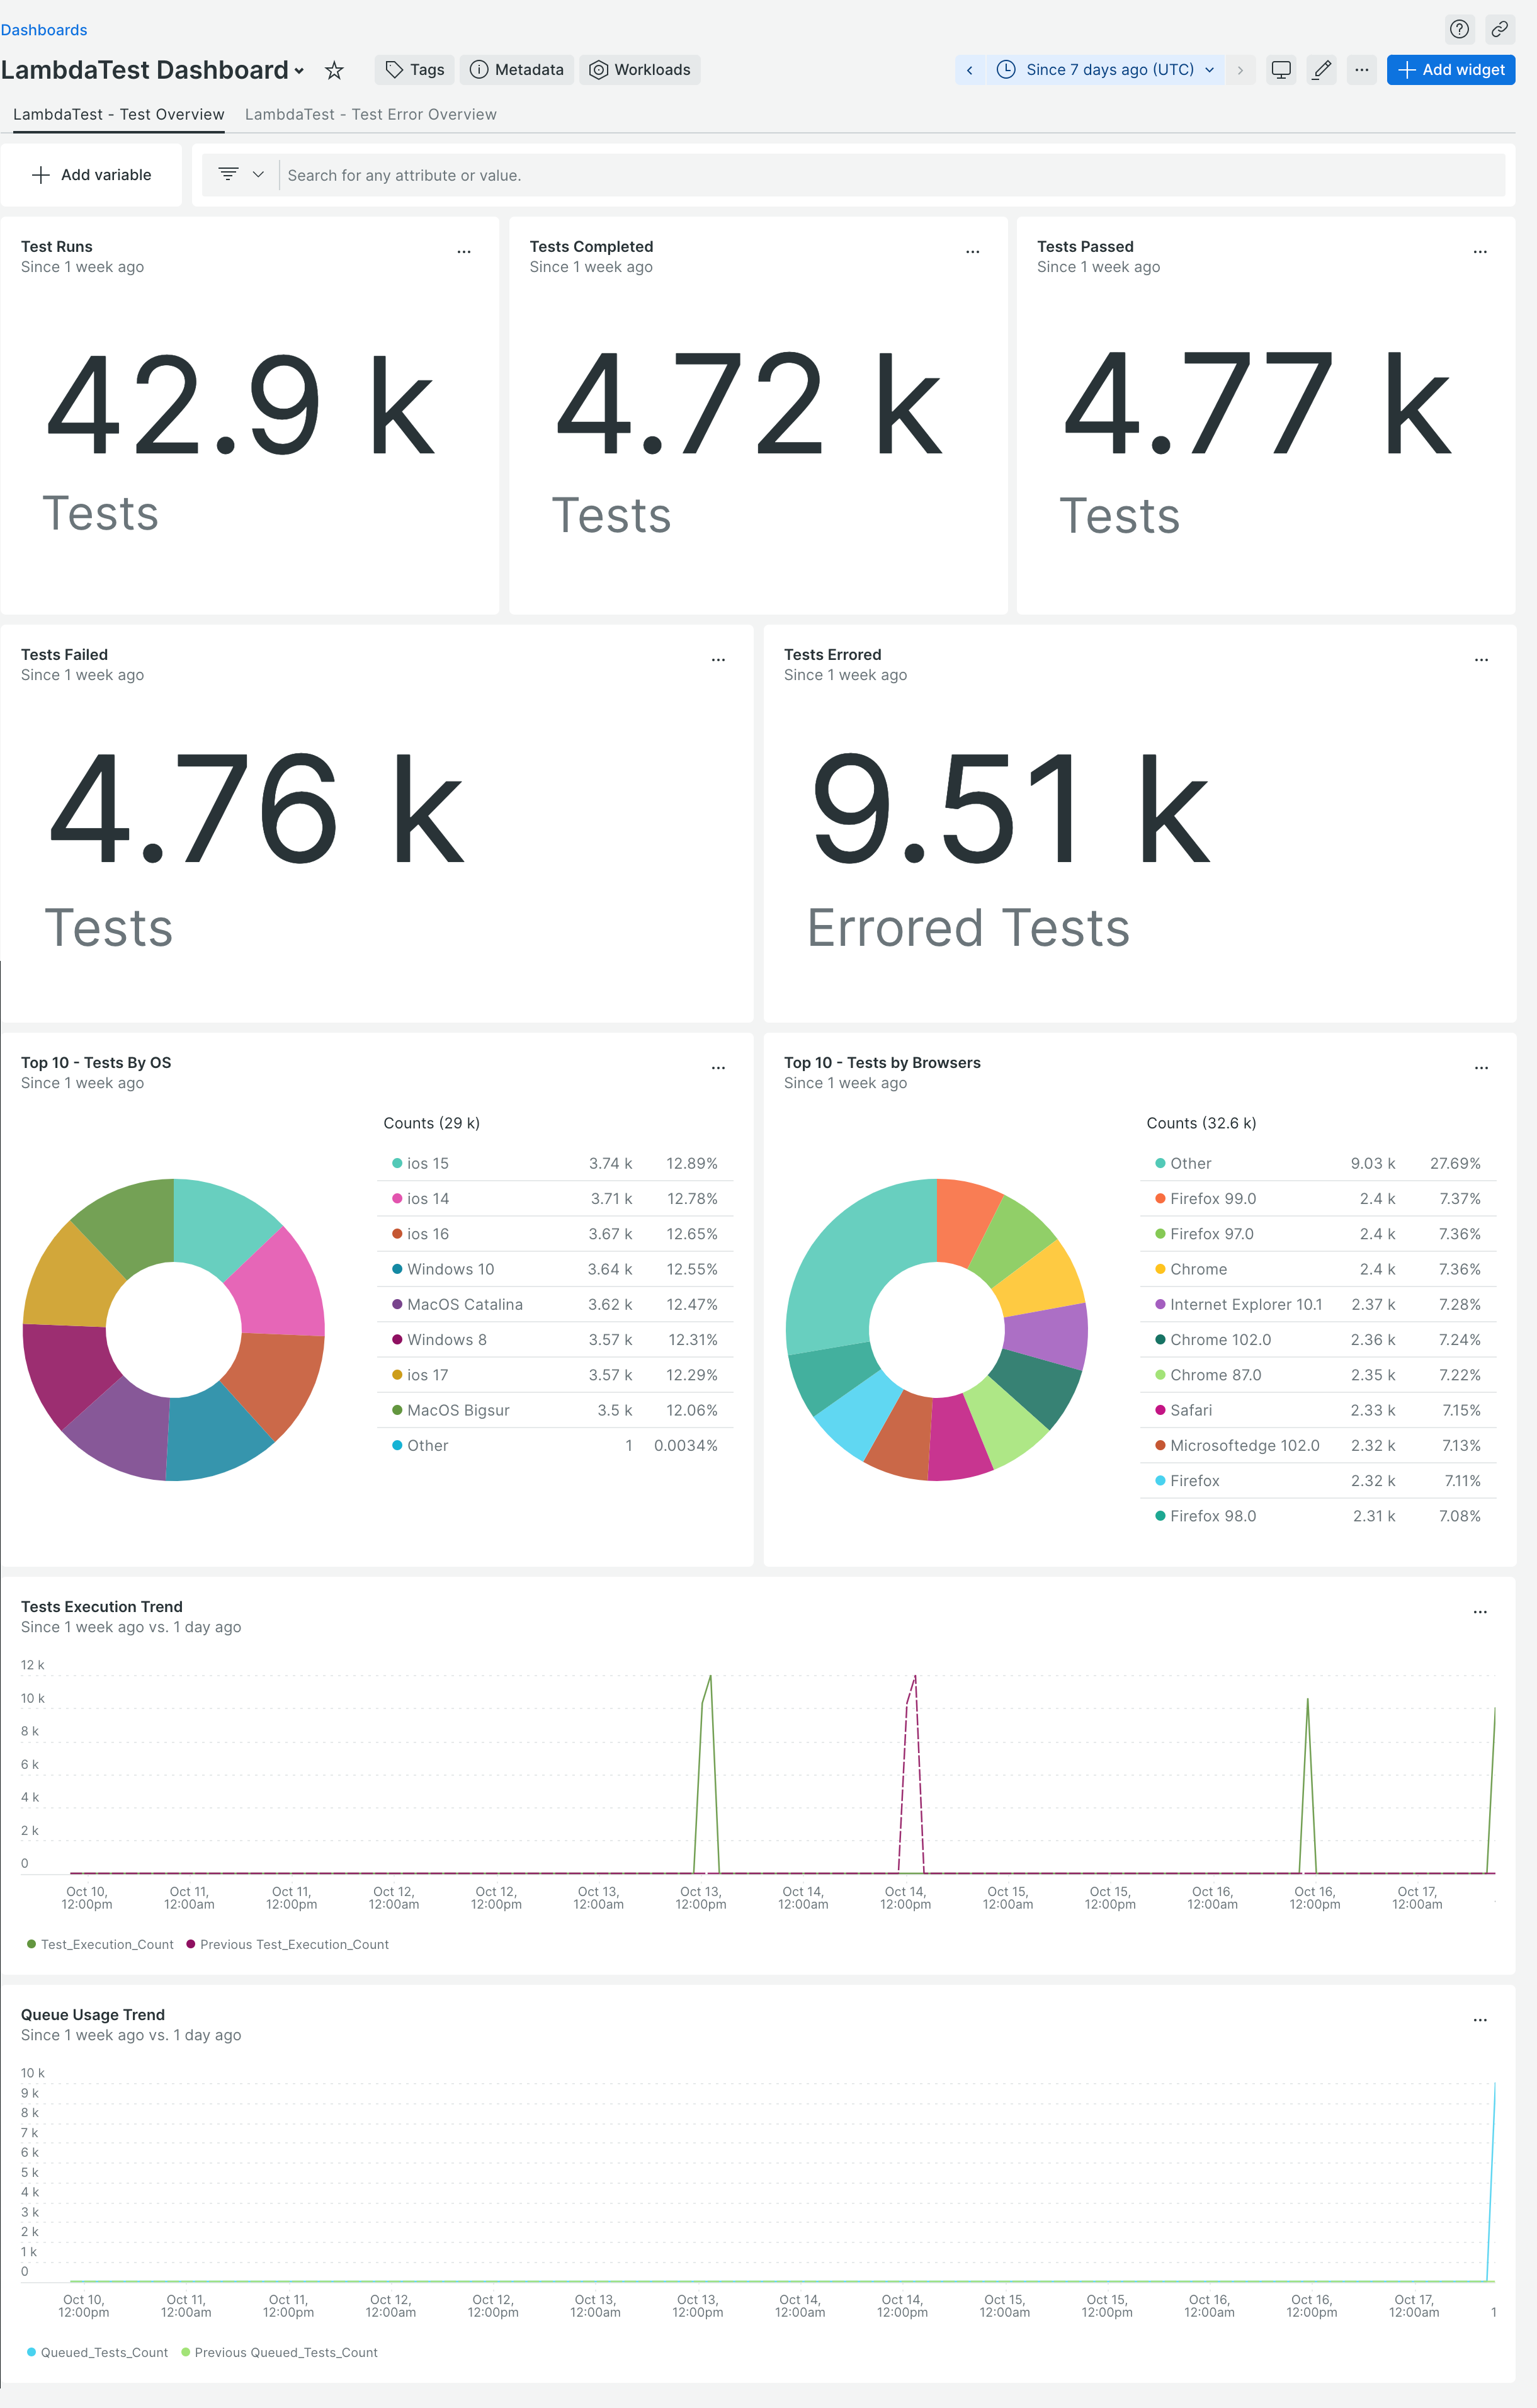 Dashboards
LambdaTest Dashboard
Tags
Metadata
Workloads
Since 7 days ago (UTC)
Add widget
LambdaTest - Test Overview
LambdaTest - Test Error Overview
Add variable
Search for any attribute or value.
Test Runs
Since 1 week ago
42.9 k
Tests
Tests Completed
Since 1 week ago
4.72 k
Tests
Tests Passed
Since 1 week ago
4.77 k
Tests
Tests Failed
Since 1 week ago
4.76 k
Tests
Tests Errored
Since 1 week ago
9.51 k
Errored Tests
Top 10 - Tests By OS
Since 1 week ago
Counts (29 k)
ios 15 3.74 k 12.89%
ios 14 3.71 k 12.78%
ios 16 3.67 k 12.65%
Windows 10 3.64 k 12.55%
MacOS Catalina 3.62 k 12.47%
Windows 8 3.57 k 12.31%
ios 17 3.57 k 12.29%
MacOS Bigsur 3.5 k 12.06%
Other 1 0.0034%
Top 10 - Tests by Browsers
Since 1 week ago
Counts (32.6 k)
Other 9.03 k 27.69%
Firefox 99.0 2.4 k 7.37%
Firefox 97.0 2.4 k 7.36%
Chrome 2.4 k 7.36%
Internet Explorer 10.1 2.37 k 7.28%
Chrome 102.0 2.36 k 7.24%
Chrome 87.0 2.35 k 7.22%
Safari 2.33 k 7.15%
Microsoftedge 102.0 2.32 k 7.13%
Firefox 2.32 k 7.11%
Firefox 98.0 2.31 k 7.08%
Tests Execution Trend
Since 1 week ago vs. 1 day ago
12 k
10 k
8 k
6 k
4 k
2 k
0
Oct 10, Oct 11, Oct 11, Oct 12, Oct 12, Oct 13, Oct 13, Oct 14, Oct 14, Oct 15, Oct 15, Oct 16, Oct 16, Oct 17,
12:00pm 12:00am 12:00pm 12:00am 12:00pm 12:00am 12:00pm 12:00am 12:00pm 12:00am 12:00pm 12:00am 12:00pm 12:00am
Test_Execution_Count Previous Test_Execution_Count
Queue Usage Trend
Since 1 week ago vs. 1 day ago
10 k
9 k
8 k
7 k
6 k
5 k
4 k
3 k
2 k
1 k
0
Oct 10, Oct 11, Oct 11, Oct 12, Oct 12, Oct 13, Oct 13, Oct 14, Oct 14, Oct 15, Oct 15, Oct 16, Oct 16, Oct 17,
12:00pm 12:00am 12:00pm 12:00am 12:00pm 12:00am 12:00pm 12:00am 12:00pm 12:00am 12:00pm 12:00am 12:00pm 12:00am 1
Queued_Tests_Count Previous Queued_Tests_Count